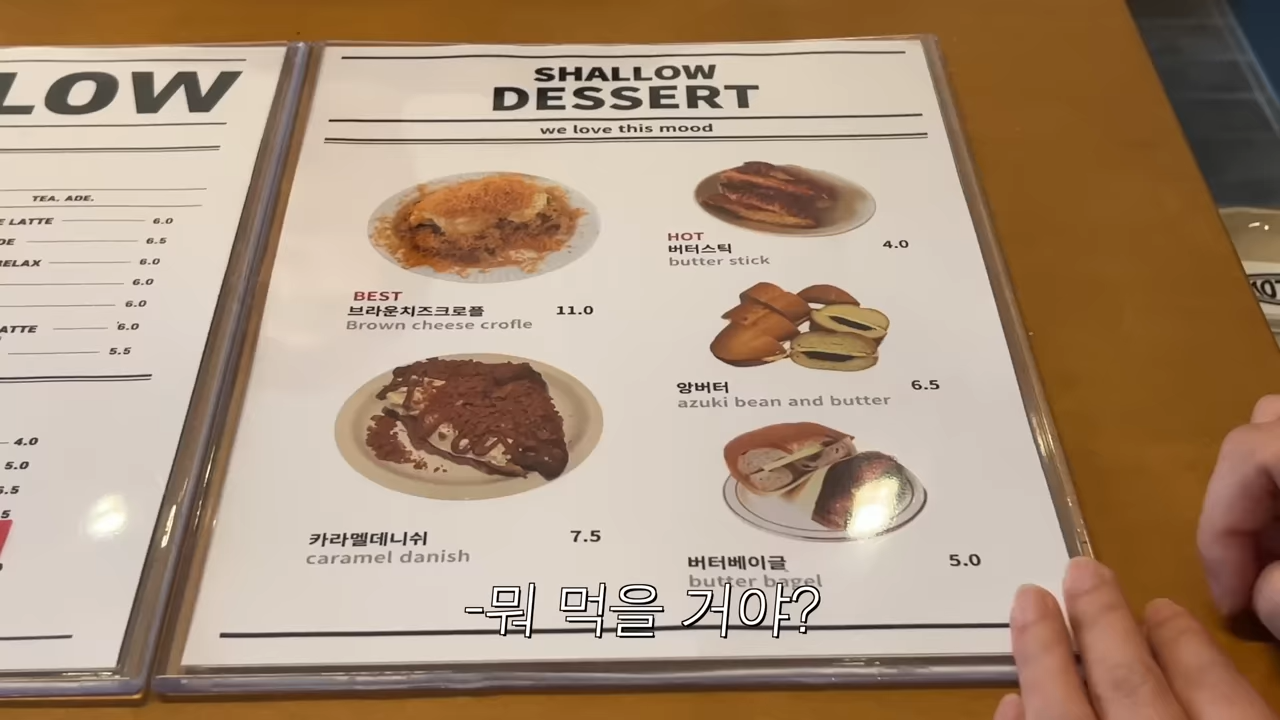 LOW
TEA. ADE.
LATTE 6.0
6.5
RELAX 6.0
6.0
6.0
6.0
5.5
4.0
5.0
SHALLOW
DESSERT
we love this mood
BEST
브라운치즈크로플 11.0
Brown cheese crofle
카라멜데니쉬 7.5
caramel danish
HOT
버터스틱 4.0
butter stick
앙버터 6.5
azuki bean and butter
버터베이글 5.0
butter bagel
-뭐 먹을 거야?